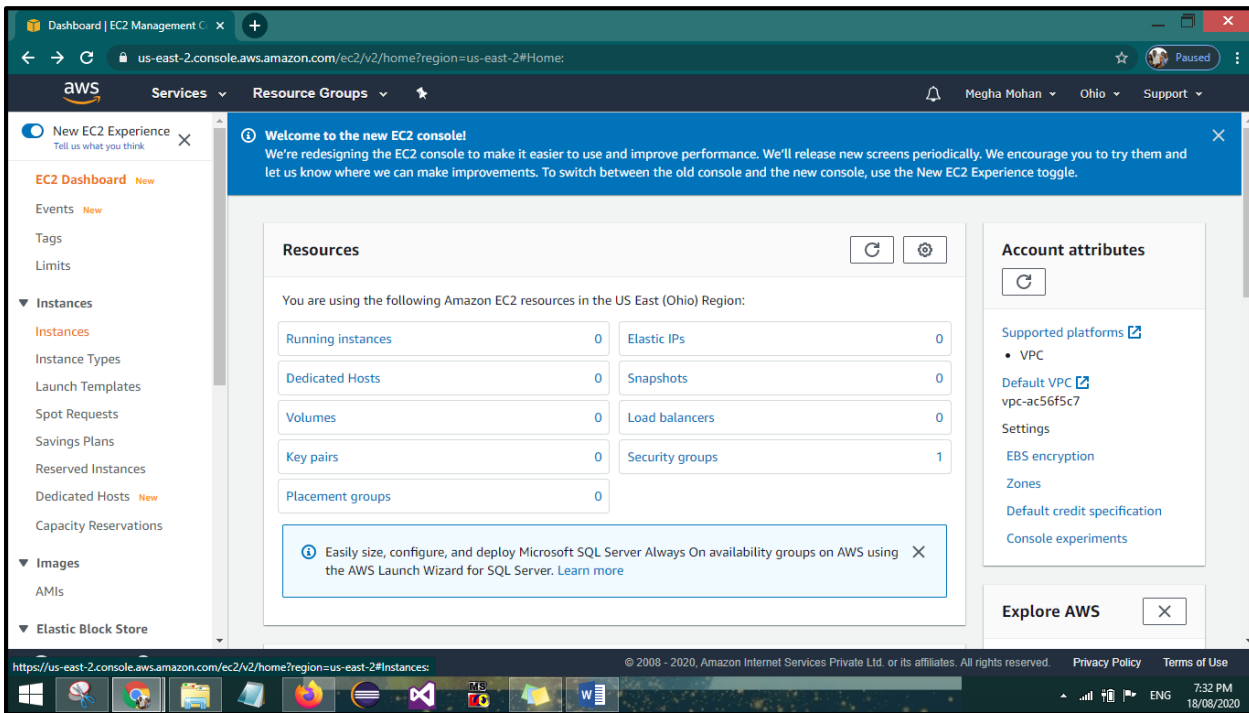 Dashboard | EC2 Management C
us-east-2.console.aws.amazon.com/ec2/v2/home?region=us-east-2#Home:
Paused
aws
Services
Resource Groups
Megha Mohan
Ohio
Support
New EC2 Experience
Tell us what you think
EC2 Dashboard New
Events New
Tags
Limits
Instances
Instances
Instance Types
Launch Templates
Spot Requests
Savings Plans
Reserved Instances
Dedicated Hosts New
Capacity Reservations
Images
AMIs
Elastic Block Store
Welcome to the new EC2 console!
We're redesigning the EC2 console to make it easier to use and improve performance. We'll release new screens periodically. We encourage you to try them and
let us know where we can make improvements. To switch between the old console and the new console, use the New EC2 Experience toggle.
Resources
You are using the following Amazon EC2 resources in the US East (Ohio) Region:
Running instances 0
Elastic IPs 0
Dedicated Hosts 0
Snapshots 0
Volumes 0
Load balancers 0
Key pairs 0
Security groups 1
Placement groups 0
Easily size, configure, and deploy Microsoft SQL Server Always On availability groups on AWS using
the AWS Launch Wizard for SQL Server. Learn more
Account attributes
Supported platforms
• VPC
Default VPC
vpc-ac56f5c7
Settings
EBS encryption
Zones
Default credit specification
Console experiments
Explore AWS
https://us-east-2.console.aws.amazon.com/ec2/v2/home?region=us-east-2#Instances:
© 2008 - 2020, Amazon Internet Services Private Ltd. or its affiliates. All rights reserved.
Privacy Policy
Terms of Use
MS
W
ENG
7:32 PM
18/08/2020